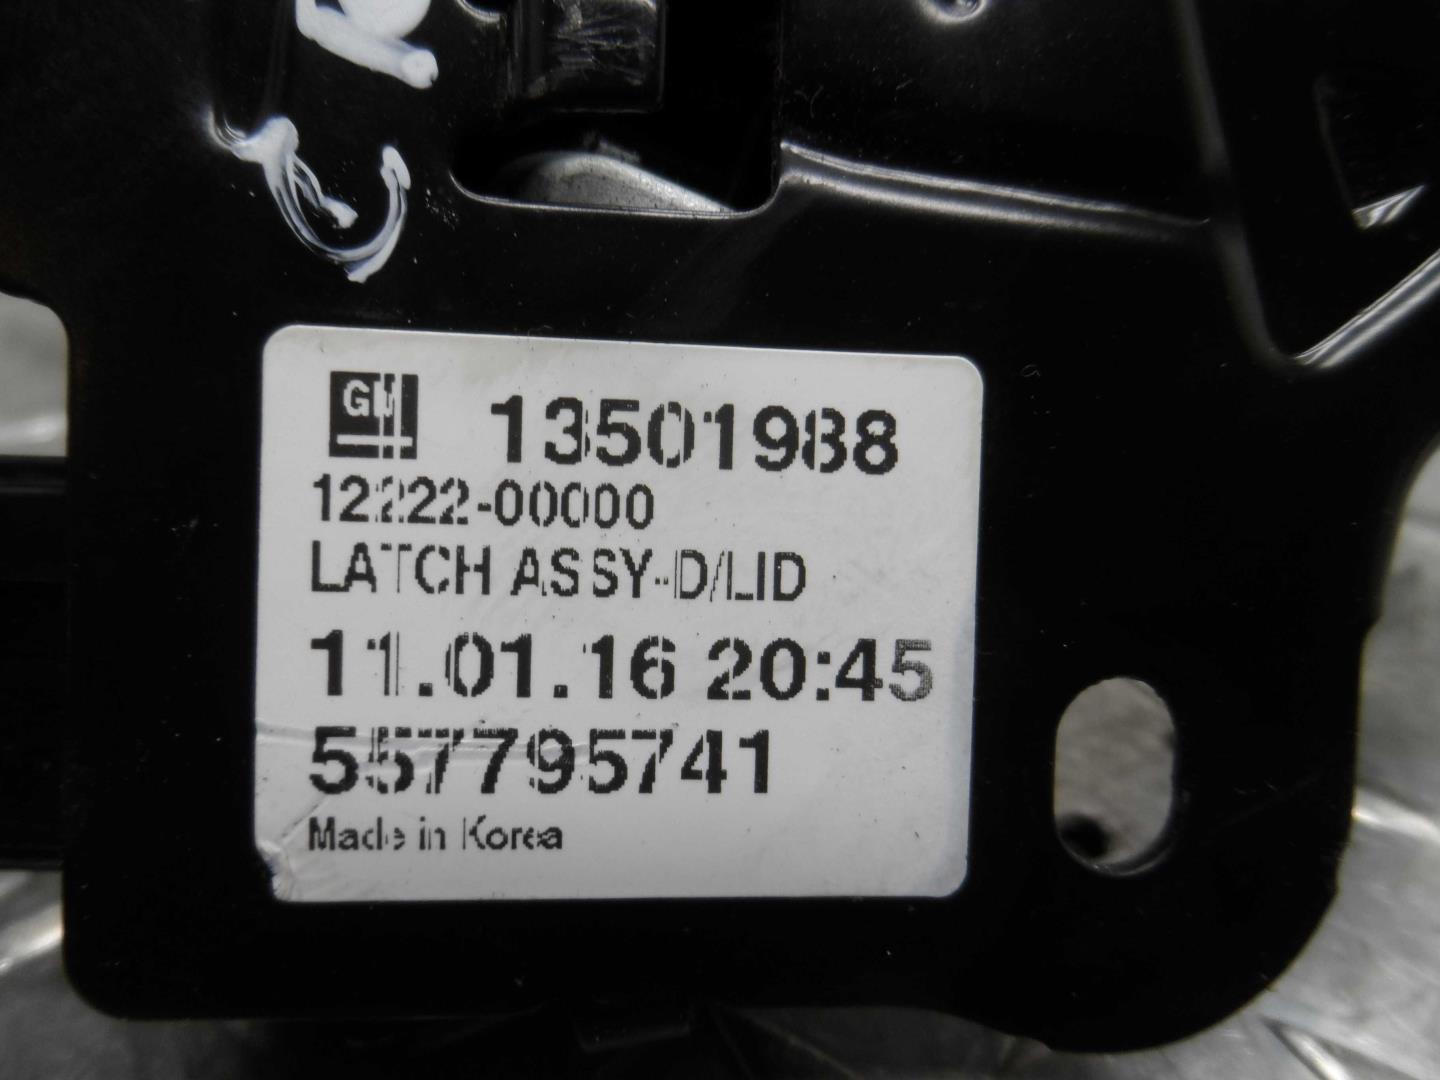 GM 13501988
12222-00000
LATCH ASSY-D/LID
11.01.16 20:45
557795741
Made in Korea